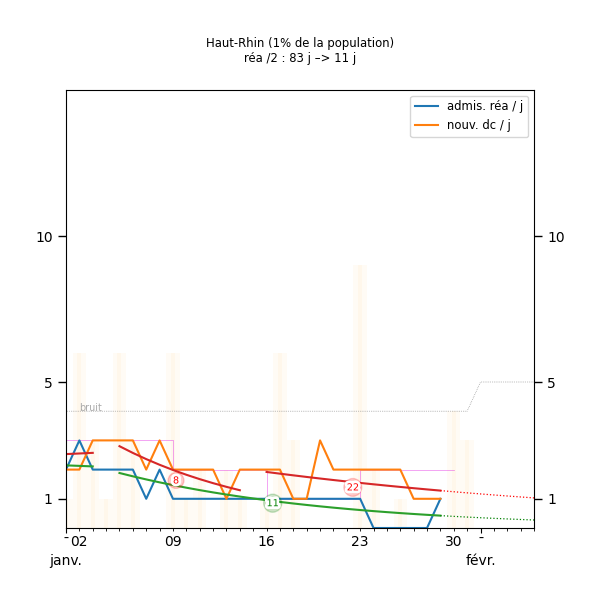 Haut-Rhin (1% de la population)
réa /2 : 83 j –> 11 j
admis. réa / j
nouv. dc / j
10 10
5 5
bruit
8
22
11
1 1
02 09 16 23 30 -
janv. févr.